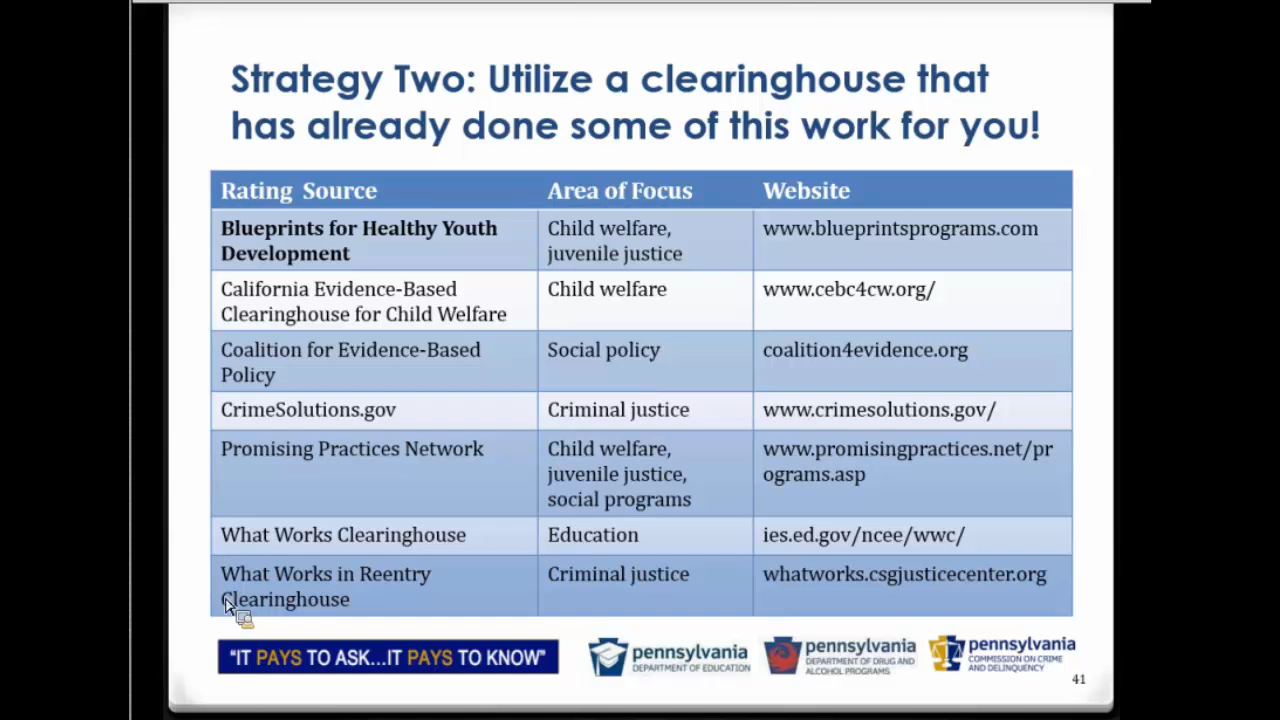 Strategy Two: Utilize a clearinghouse that
has already done some of this work for you!
Rating Source Area of Focus Website
Blueprints for Healthy Youth Child welfare, www.blueprintsprograms.com
Development juvenile justice
California Evidence-Based Child welfare www.cebc4cw.org/
Clearinghouse for Child Welfare
Coalition for Evidence-Based Social policy coalition4evidence.org
Policy
CrimeSolutions.gov Criminal justice www.crimesolutions.gov/
Promising Practices Network Child welfare, www.promisingpractices.net/pr
juvenile justice, ograms.asp
social programs
What Works Clearinghouse Education ies.ed.gov/ncee/wwc/
What Works in Reentry Criminal justice whatworks.csgjusticecenter.org
Clearinghouse
"IT PAYS TO ASK...IT PAYS TO KNOW"
pennsylvania
DEPARTMENT OF EDUCATION
pennsylvania
DEPARTMENT OF DRUG AND
ALCOHOL PROGRAMS
pennsylvania
COMMISSION ON CRIME
AND DELINQUENCY
41